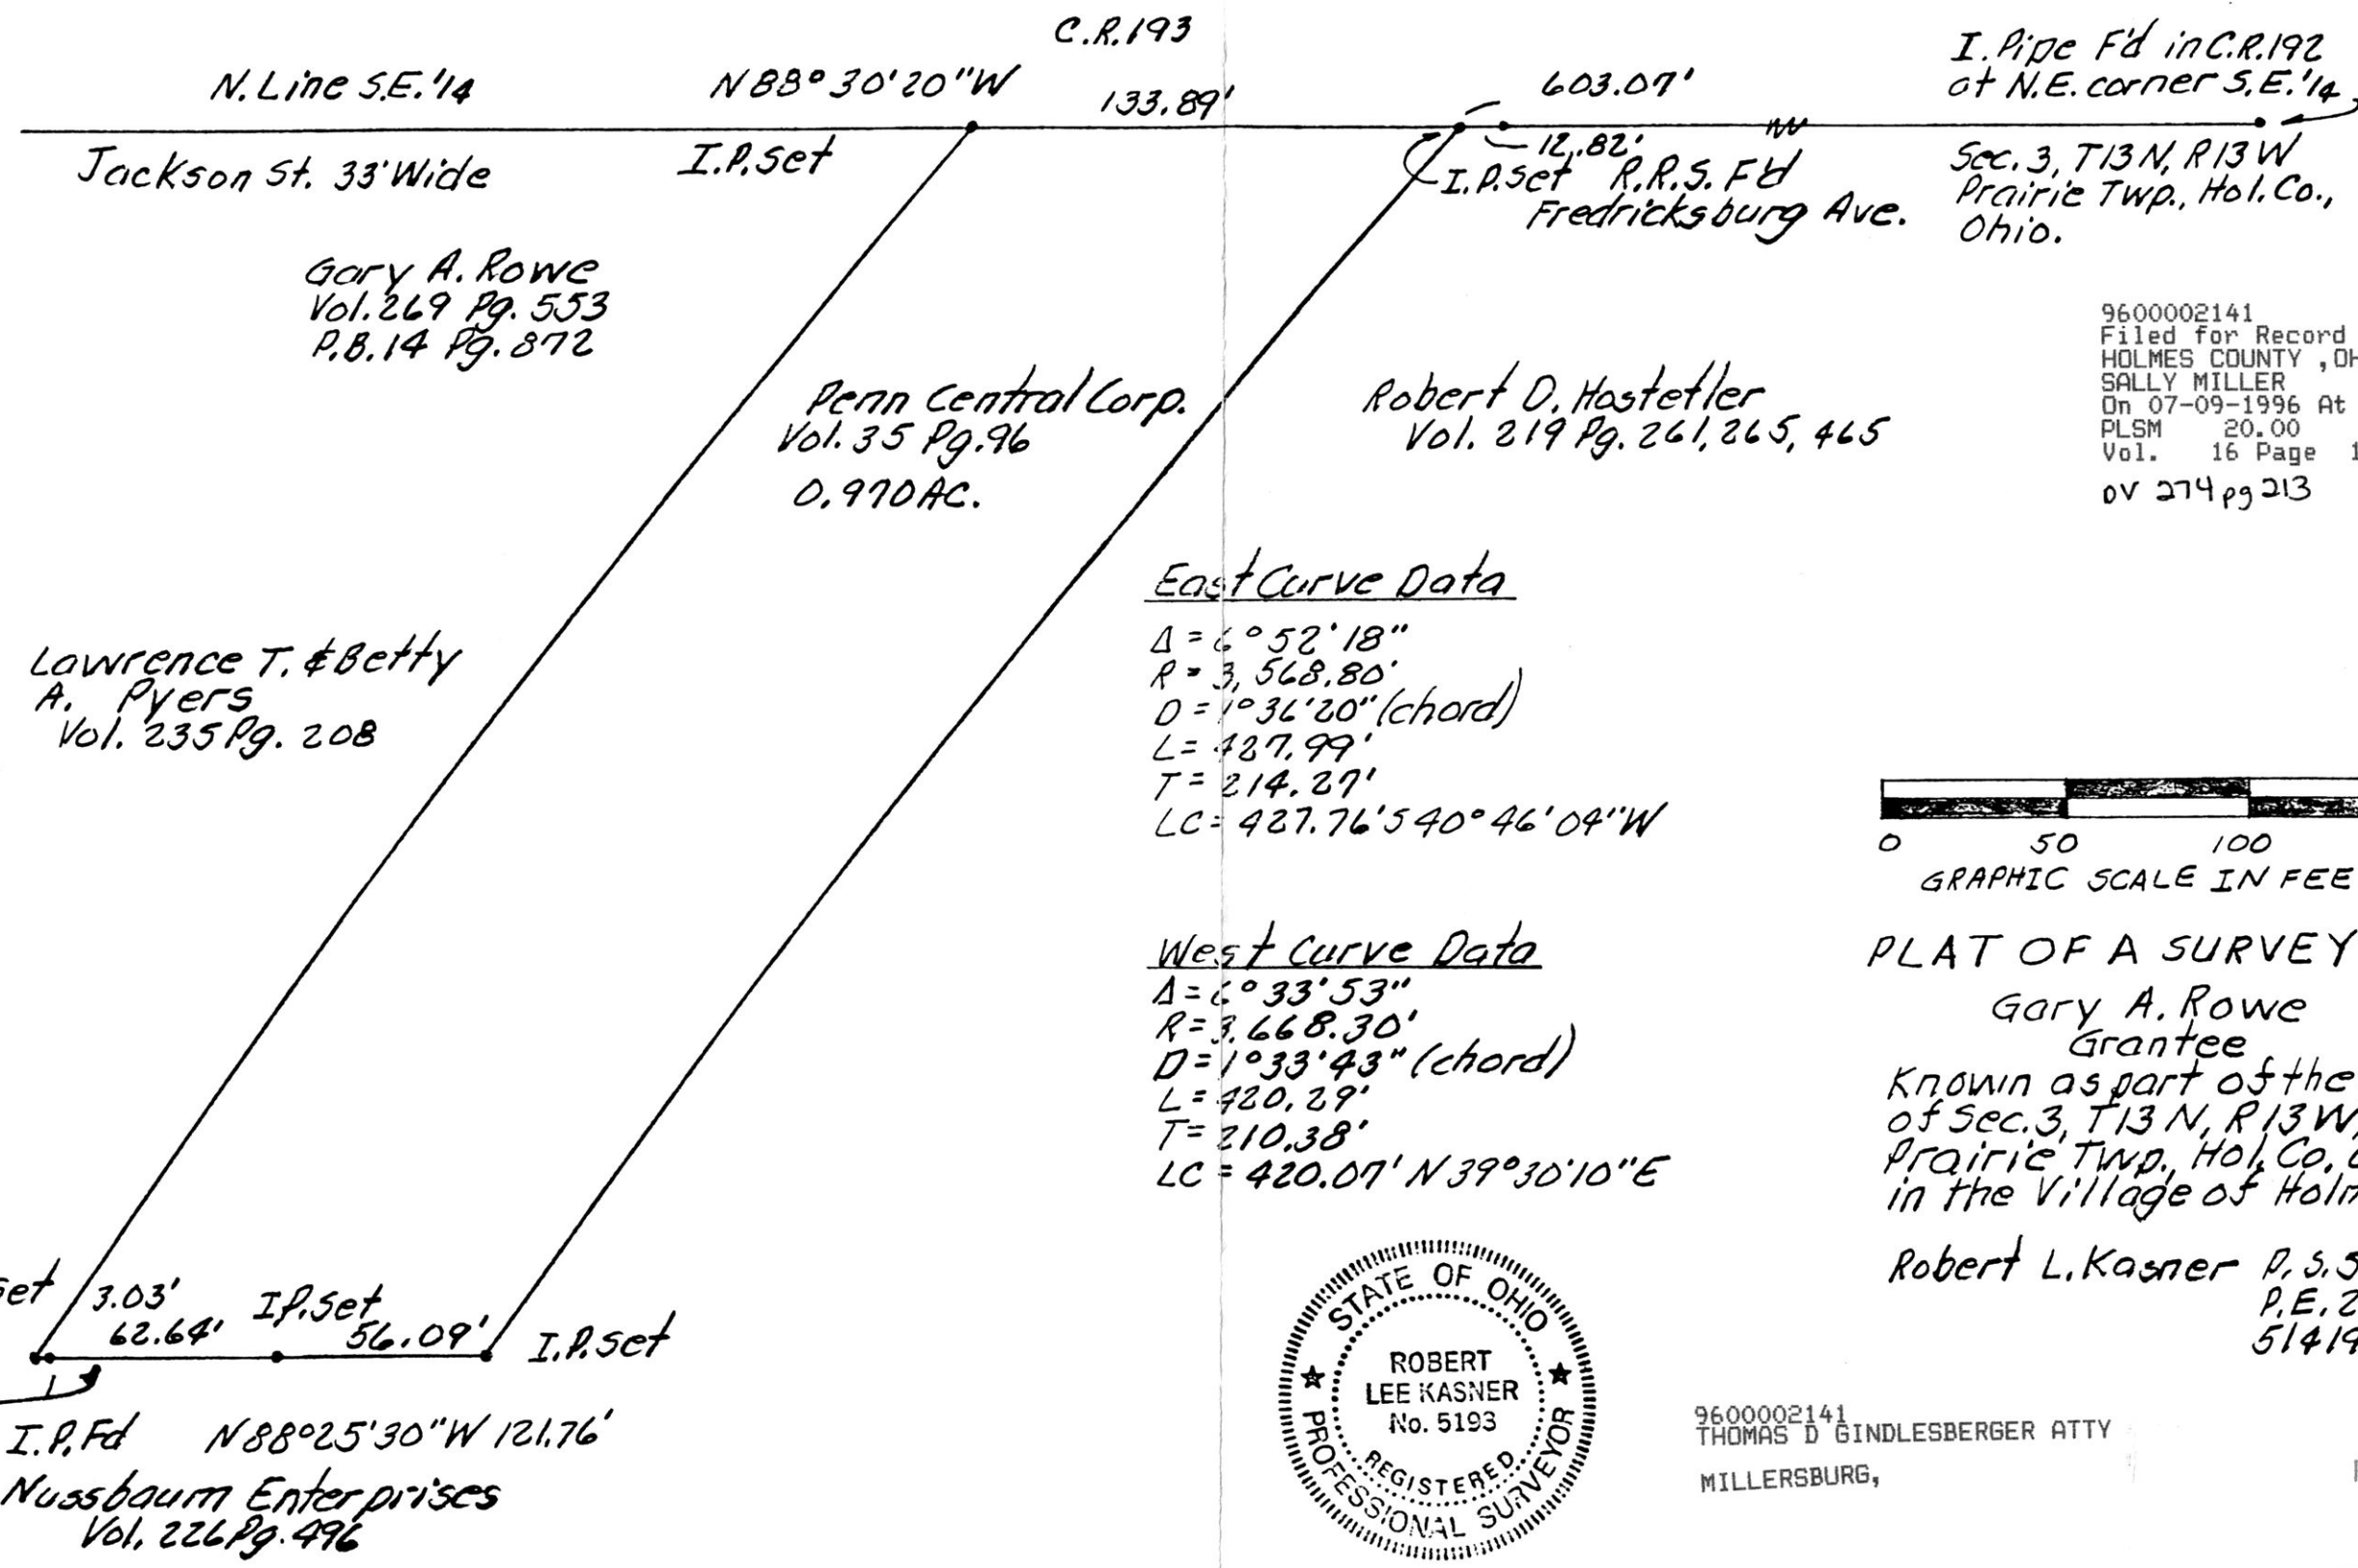 C.R.193
N. Line S.E. 1/4
N88°30'20"W
133.89'
603.07'
I. Pipe F'd in C.R.192
at N.E. corner S.E. 1/4
Jackson St. 33' Wide
I.P. Set
12.82'
I.P. Set R.R.S. F'd
Fredricksburg Ave.
Sec. 3, T13N, R13W
Prairie Twp., Hol. Co.,
Ohio.
Gary A. Rowe
Vol. 269 Pg. 553
P.B. 14 Pg. 872
9600002141
Filed for Record
HOLMES COUNTY , OH
SALLY MILLER
On 07-09-1996 At
PLSM 20.00
Vol. 16 Page 1
DV 274 pg 213
Penn Central Corp.
Vol. 35 Pg. 96
0.970 AC.
Robert D. Hostetler
Vol. 219 Pg. 261, 265, 465
East Curve Data
Δ = 6°52'18"
R = 3,568.80'
D = 1°36'20" (chord)
L = 427.99'
T = 214.27'
LC = 427.76' S40°46'04"W
Lawrence T. & Betty
A. Pyers
Vol. 235 Pg. 208
0 50 100
GRAPHIC SCALE IN FEE
West Curve Data
Δ = 6°33'53"
R = 3,668.30'
D = 1°33'43" (chord)
L = 420.29'
T = 210.38'
LC = 420.07' N39°30'10"E
PLAT OF A SURVEY
Gary A. Rowe
Grantee
Known as part of the
of Sec. 3, T13N, R13W,
Prairie Twp., Hol. Co.
in the Village of Holm
Robert L. Kasner P.S. 5
P.E. 2
51419
set
3.03'
62.64'
I.P. Set
56.09'
I.P. Set
I.P. Fd N88°25'30"W 121.76'
Nussbaum Enterprises
Vol. 226 Pg. 496
STATE OF OHIO
ROBERT
LEE KASNER
No. 5193
REGISTERED
PROFESSIONAL SURVEYOR
9600002141
THOMAS D GINDLESBERGER ATTY
MILLERSBURG,